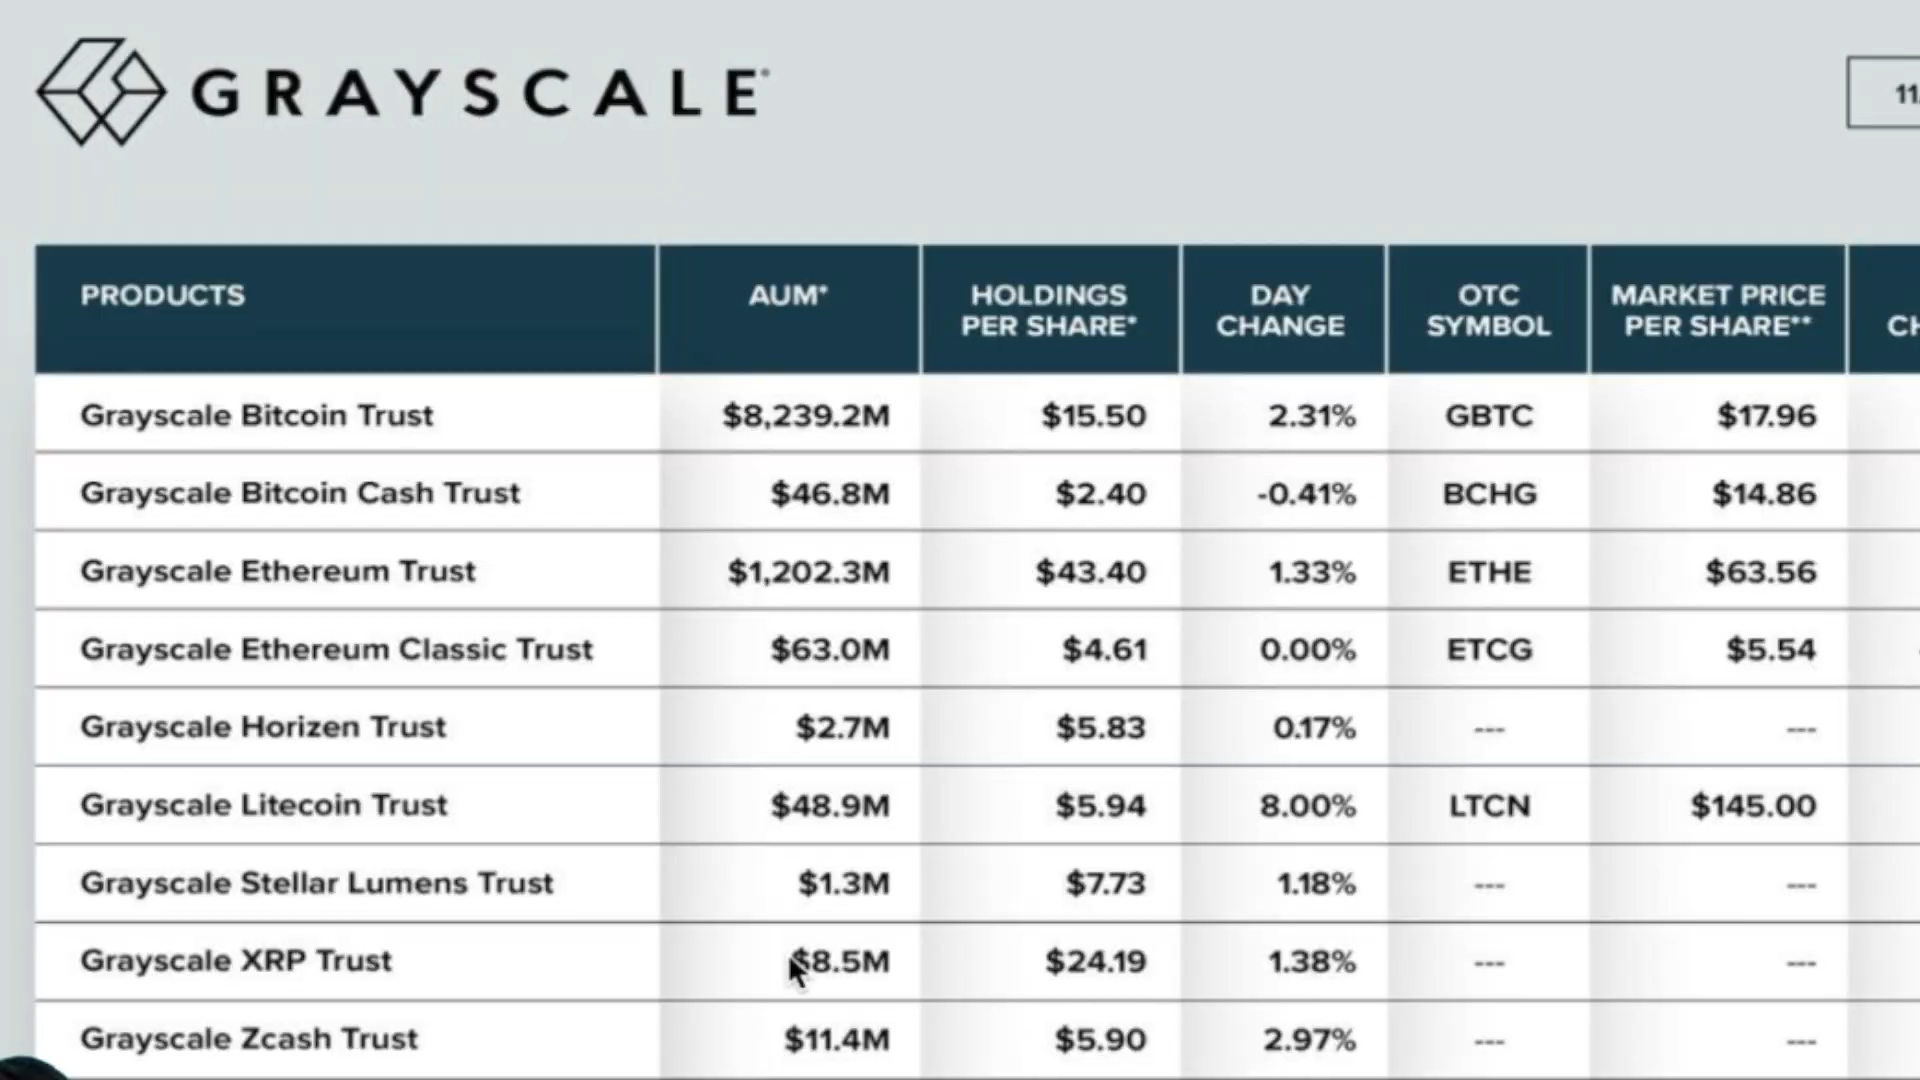 GRAYSCALE
11
PRODUCTS AUM* HOLDINGS PER SHARE* DAY CHANGE OTC SYMBOL MARKET PRICE PER SHARE**
Grayscale Bitcoin Trust $8,239.2M $15.50 2.31% GBTC $17.96
Grayscale Bitcoin Cash Trust $46.8M $2.40 -0.41% BCHG $14.86
Grayscale Ethereum Trust $1,202.3M $43.40 1.33% ETHE $63.56
Grayscale Ethereum Classic Trust $63.0M $4.61 0.00% ETCG $5.54
Grayscale Horizen Trust $2.7M $5.83 0.17% --- ---
Grayscale Litecoin Trust $48.9M $5.94 8.00% LTCN $145.00
Grayscale Stellar Lumens Trust $1.3M $7.73 1.18% --- ---
Grayscale XRP Trust $8.5M $24.19 1.38% --- ---
Grayscale Zcash Trust $11.4M $5.90 2.97% --- ---